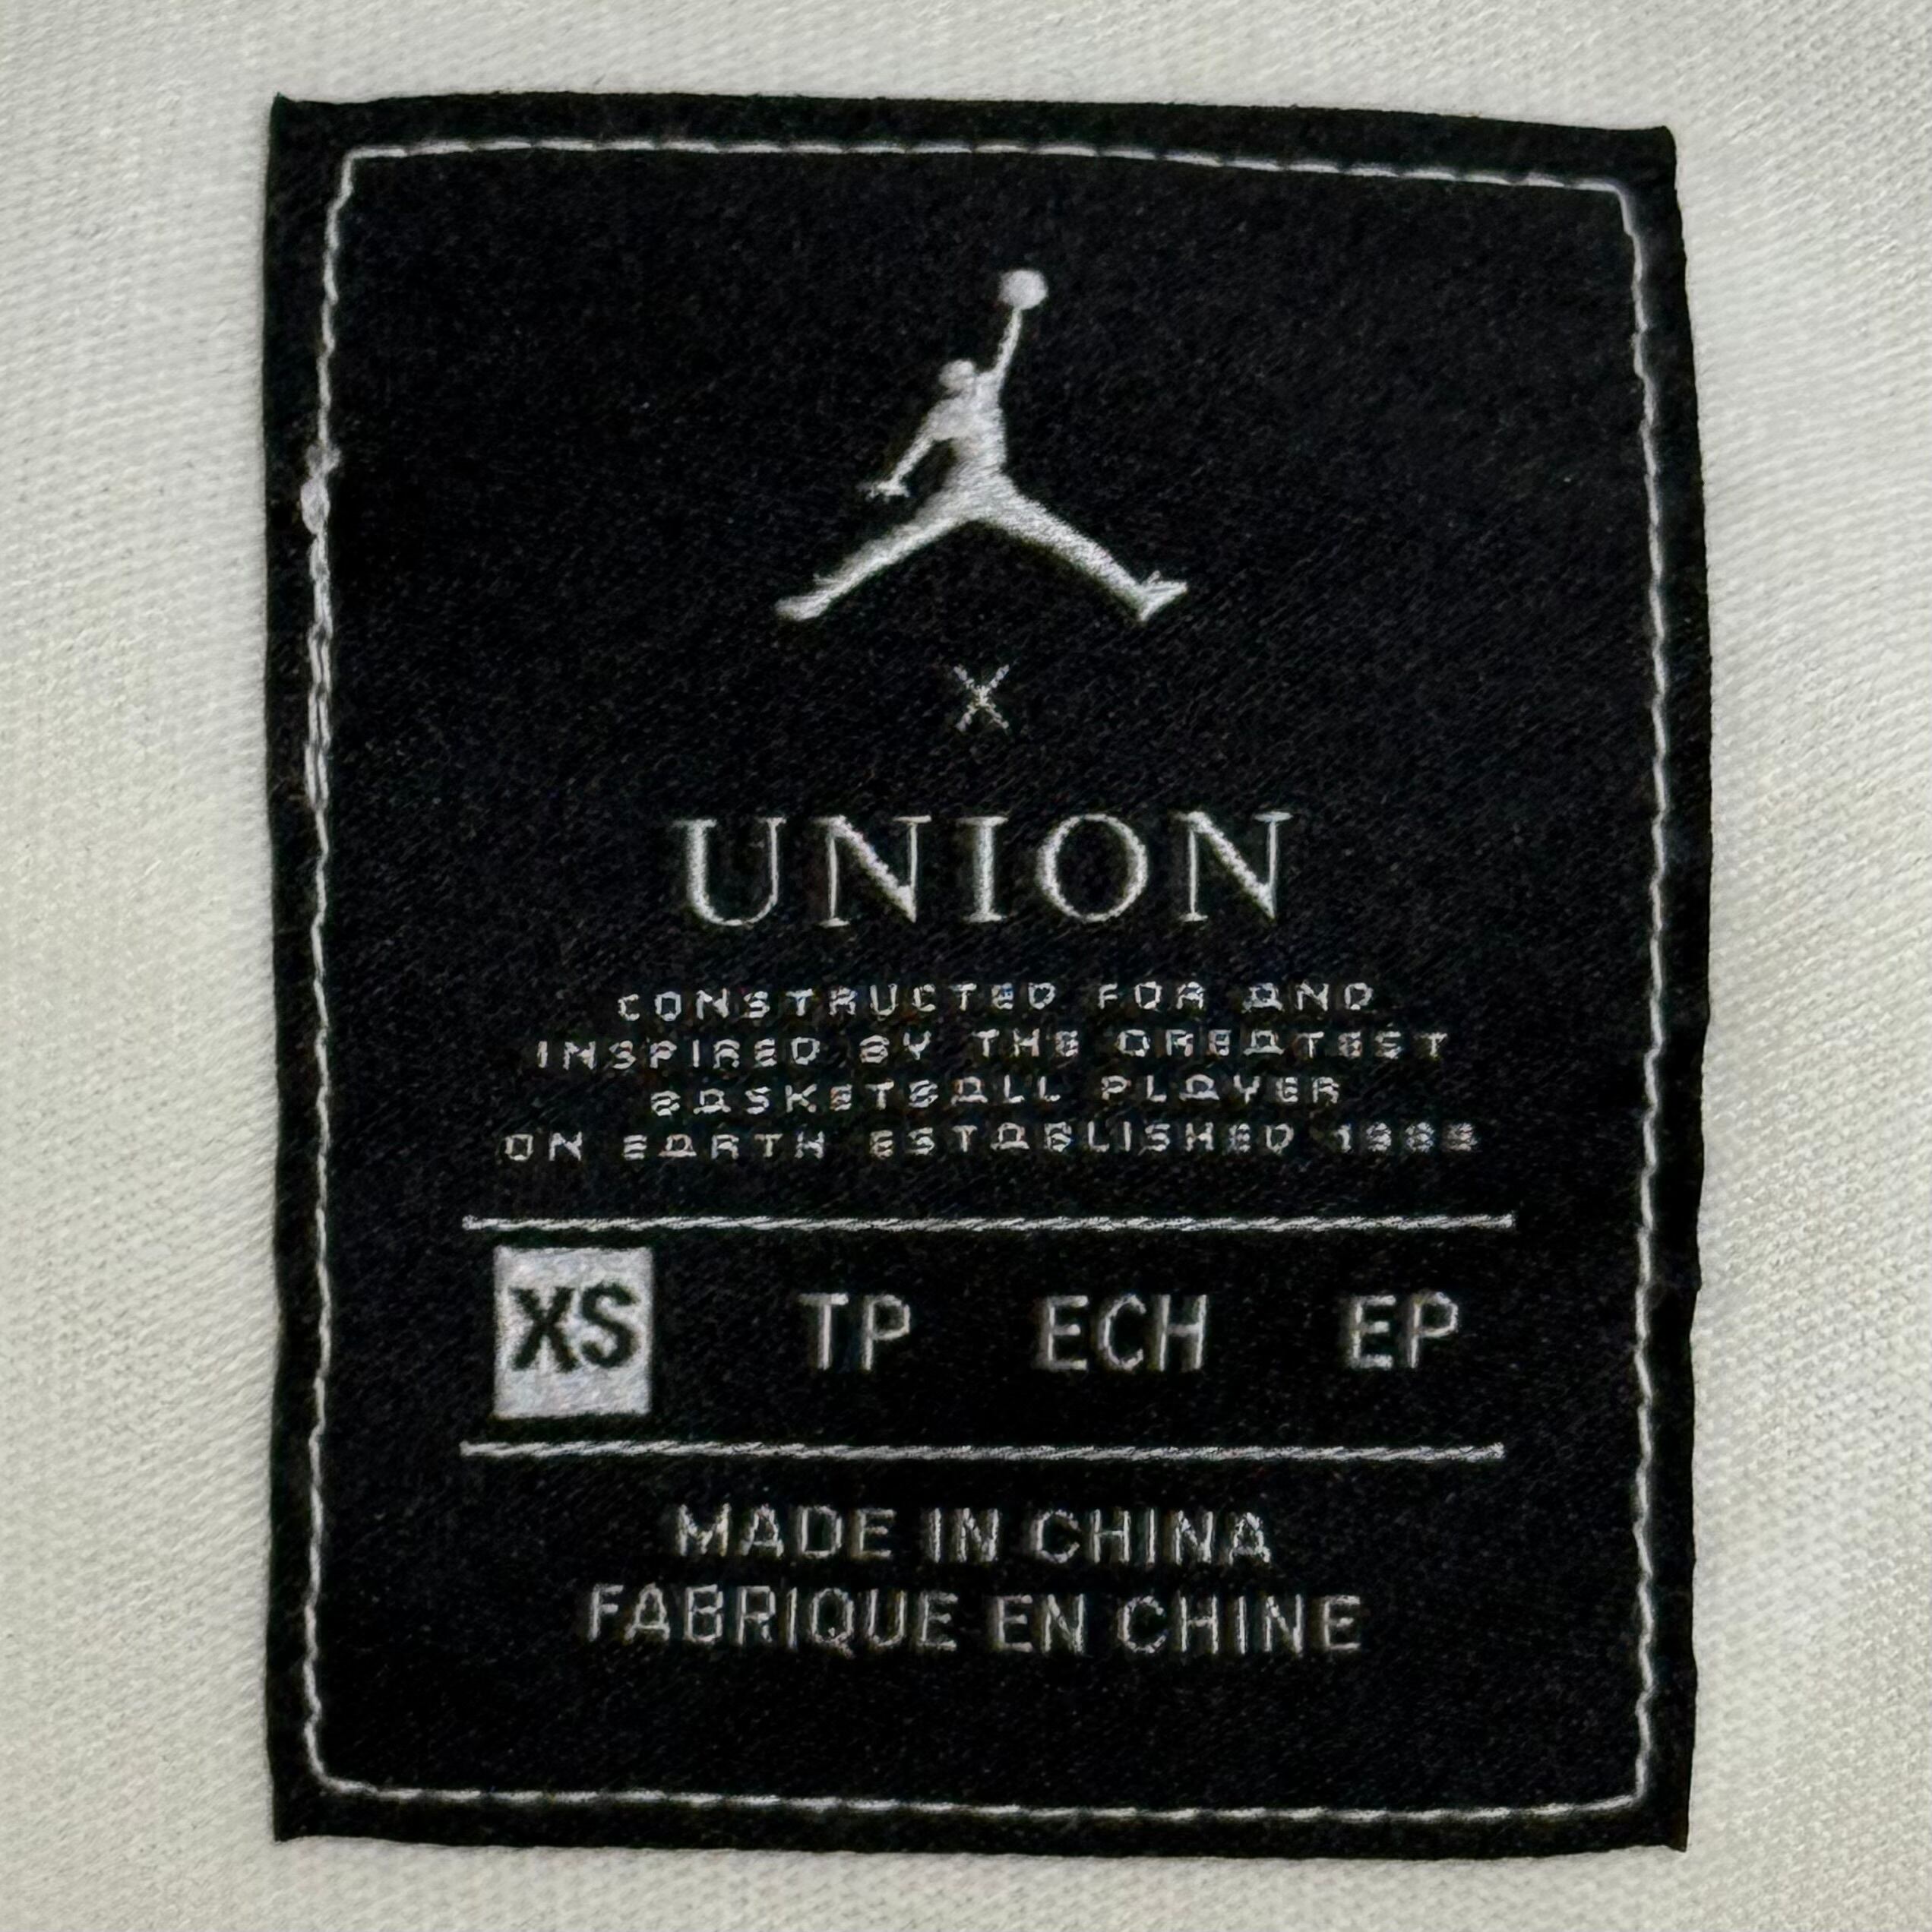 X
UNION
CONSTRUCTED FOR AND
INSPIRED BY THE GREATEST
BASKETBALL PLAYER
ON EARTH ESTABLISHED
XS TP ECH EP
MADE IN CHINA
FABRIQUE EN CHINE